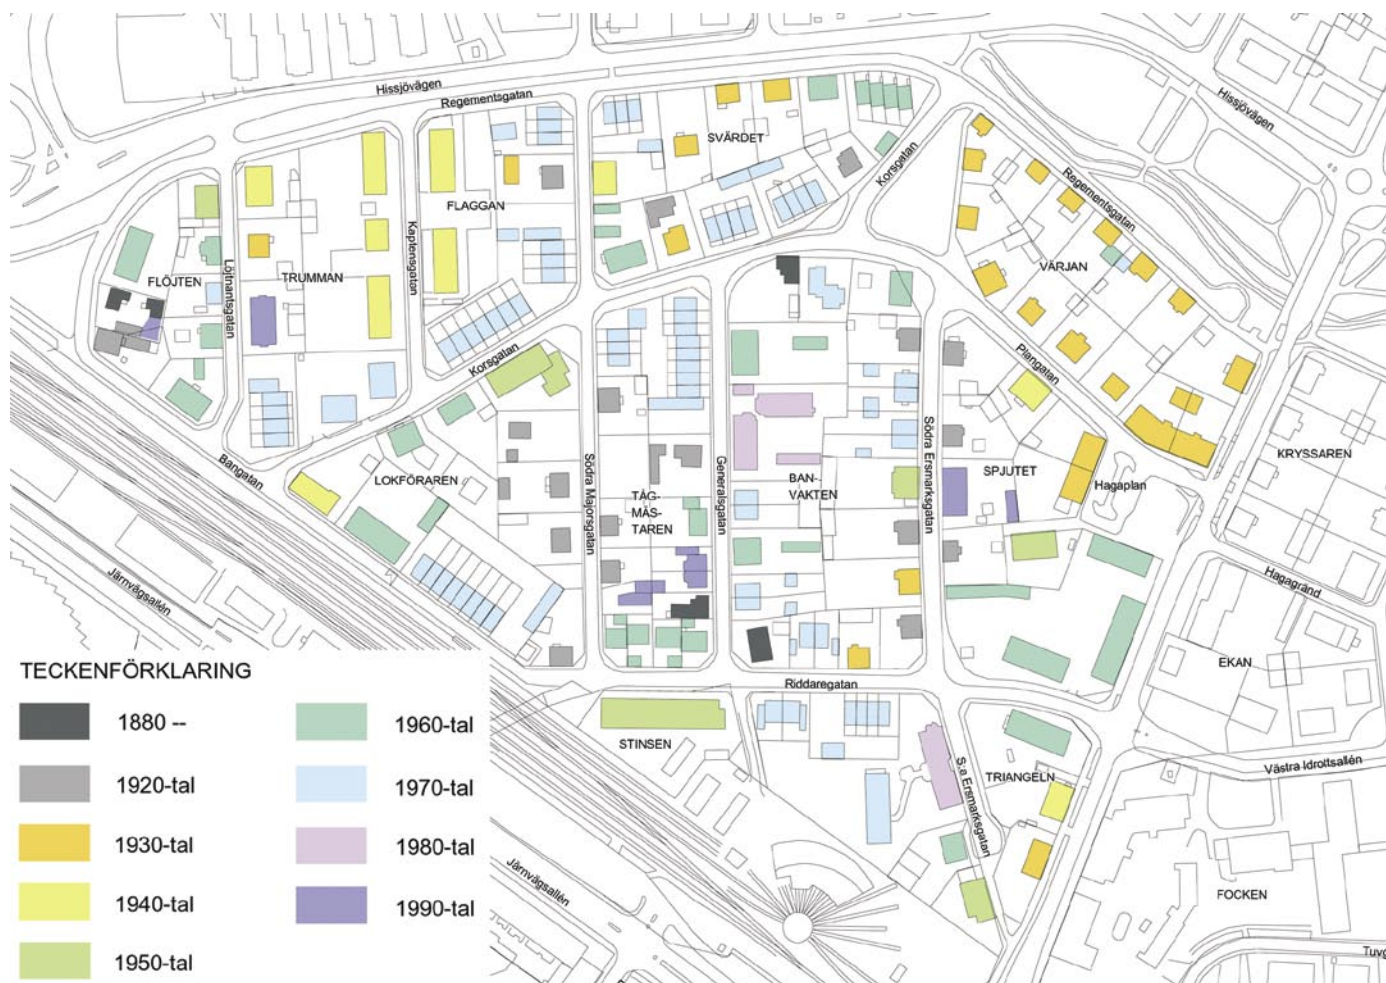 Hissjövägen
Regementsgatan
SVÄRDET
Hissjövägen
Korsgatan
Regementsgatan
FLAGGAN
Kaptensgatan
VÄRJAN
FLÖJTEN
Löjtnantsgatan
TRUMMAN
Korsgatan
Plangatan
Bangatan
LOKFÖRAREN
Södra Majorsgatan
TÅG-
MÄS-
TAREN
Generalsgatan
BAN-
VAKTEN
Södra Ersmarksgatan
SPJUTET
Hagaplan
KRYSSAREN
Hagagränd
Järnvägsallén
EKAN
Riddaregatan
STINSEN
S:a Ersmarksgatan
TRIANGELN
Västra Idrottsallén
FOCKEN
Järnvägsallén
TECKENFÖRKLARING
1880 --
1920-tal
1930-tal
1940-tal
1950-tal
1960-tal
1970-tal
1980-tal
1990-tal